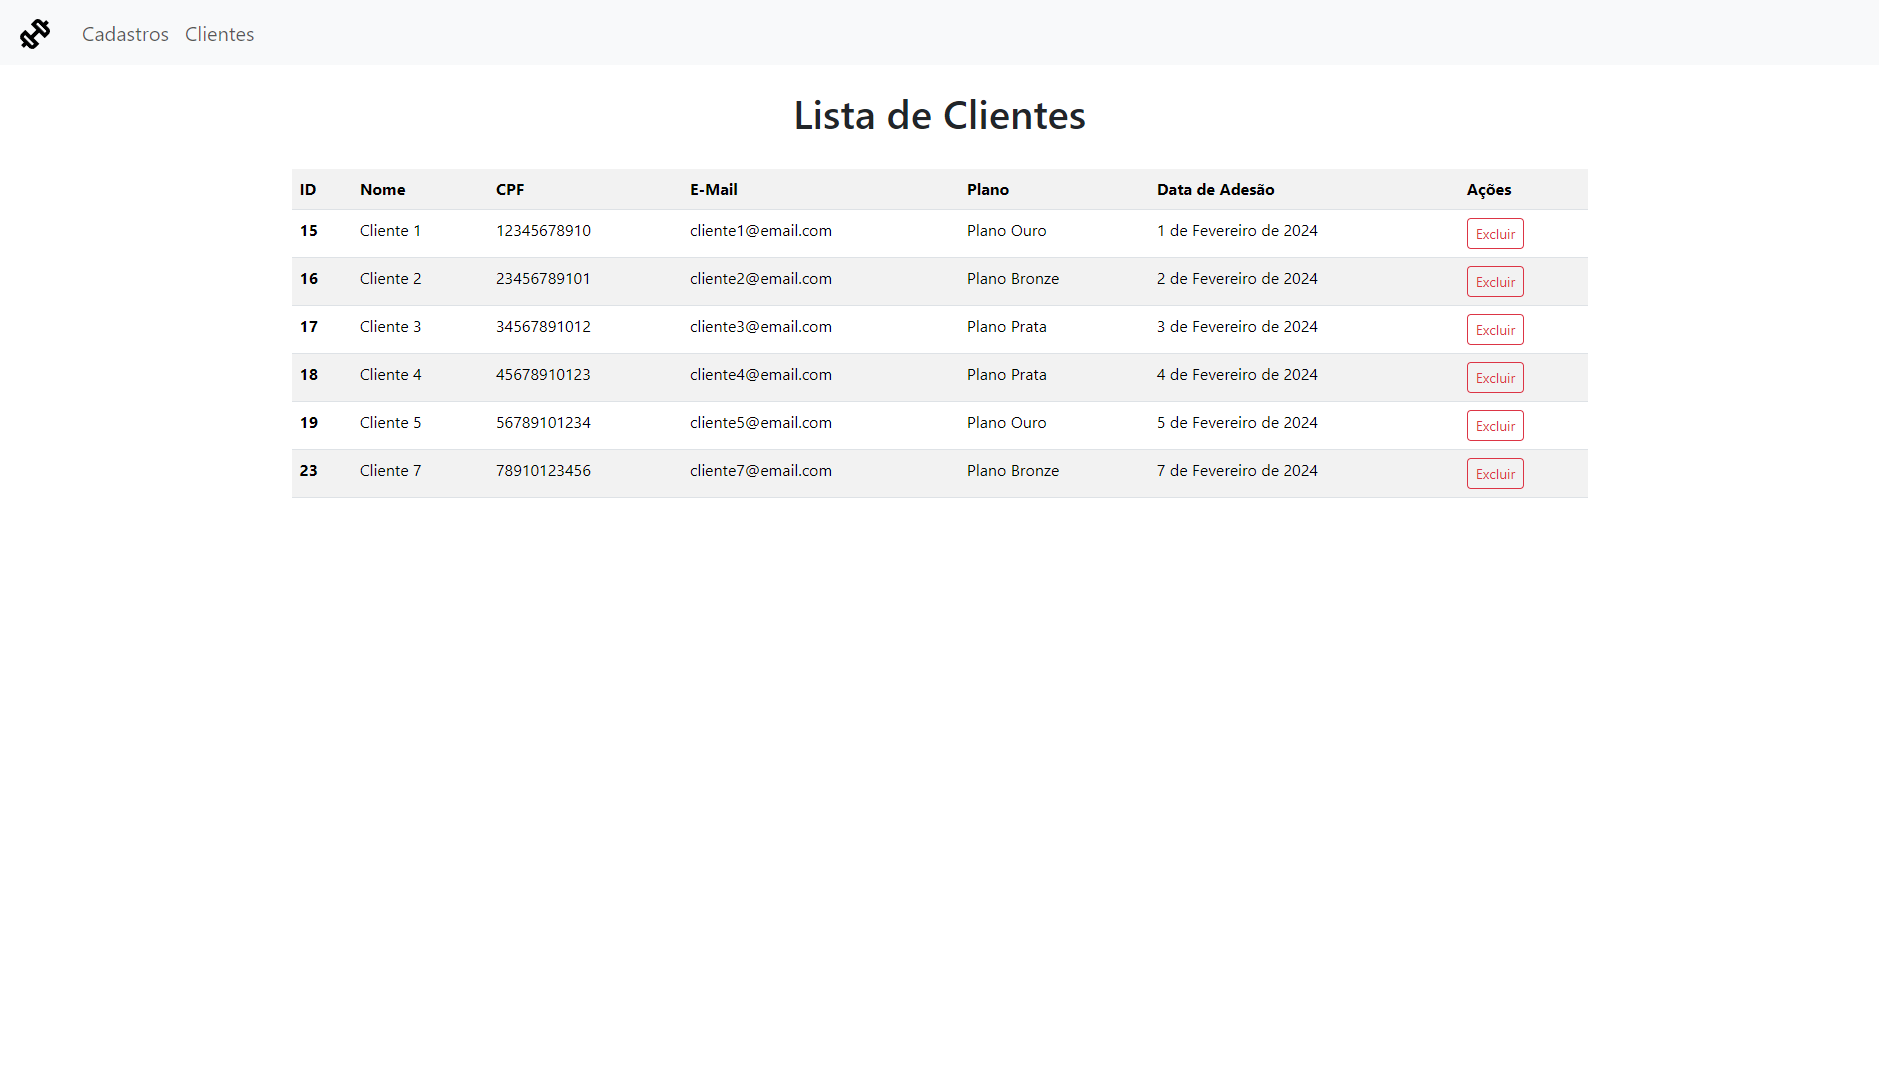 Cadastros Clientes
Lista de Clientes
ID Nome CPF E-Mail Plano Data de Adesão Ações
15 Cliente 1 12345678910 cliente1@email.com Plano Ouro 1 de Fevereiro de 2024 Excluir
16 Cliente 2 23456789101 cliente2@email.com Plano Bronze 2 de Fevereiro de 2024 Excluir
17 Cliente 3 34567891012 cliente3@email.com Plano Prata 3 de Fevereiro de 2024 Excluir
18 Cliente 4 45678910123 cliente4@email.com Plano Prata 4 de Fevereiro de 2024 Excluir
19 Cliente 5 56789101234 cliente5@email.com Plano Ouro 5 de Fevereiro de 2024 Excluir
23 Cliente 7 78910123456 cliente7@email.com Plano Bronze 7 de Fevereiro de 2024 Excluir